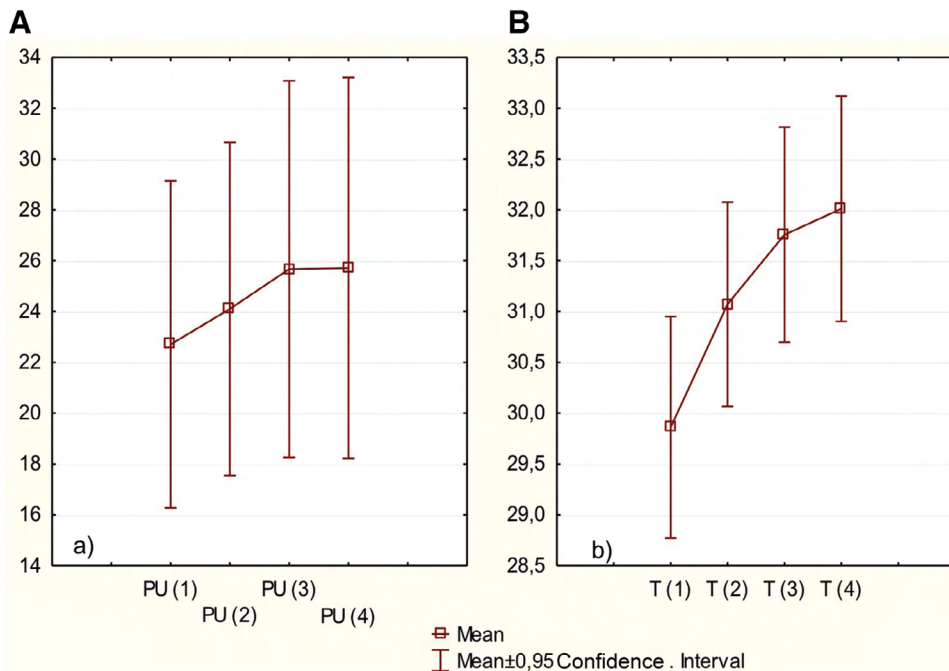 A
34
32
30
28
26
24
22
20
18
16
14
a)
PU (1)
PU (2)
PU (3)
PU (4)
B
33,5
33,0
32,5
32,0
31,5
31,0
30,5
30,0
29,5
29,0
28,5
b)
T (1)
T (2)
T (3)
T (4)
Mean
Mean±0,95 Confidence . Interval